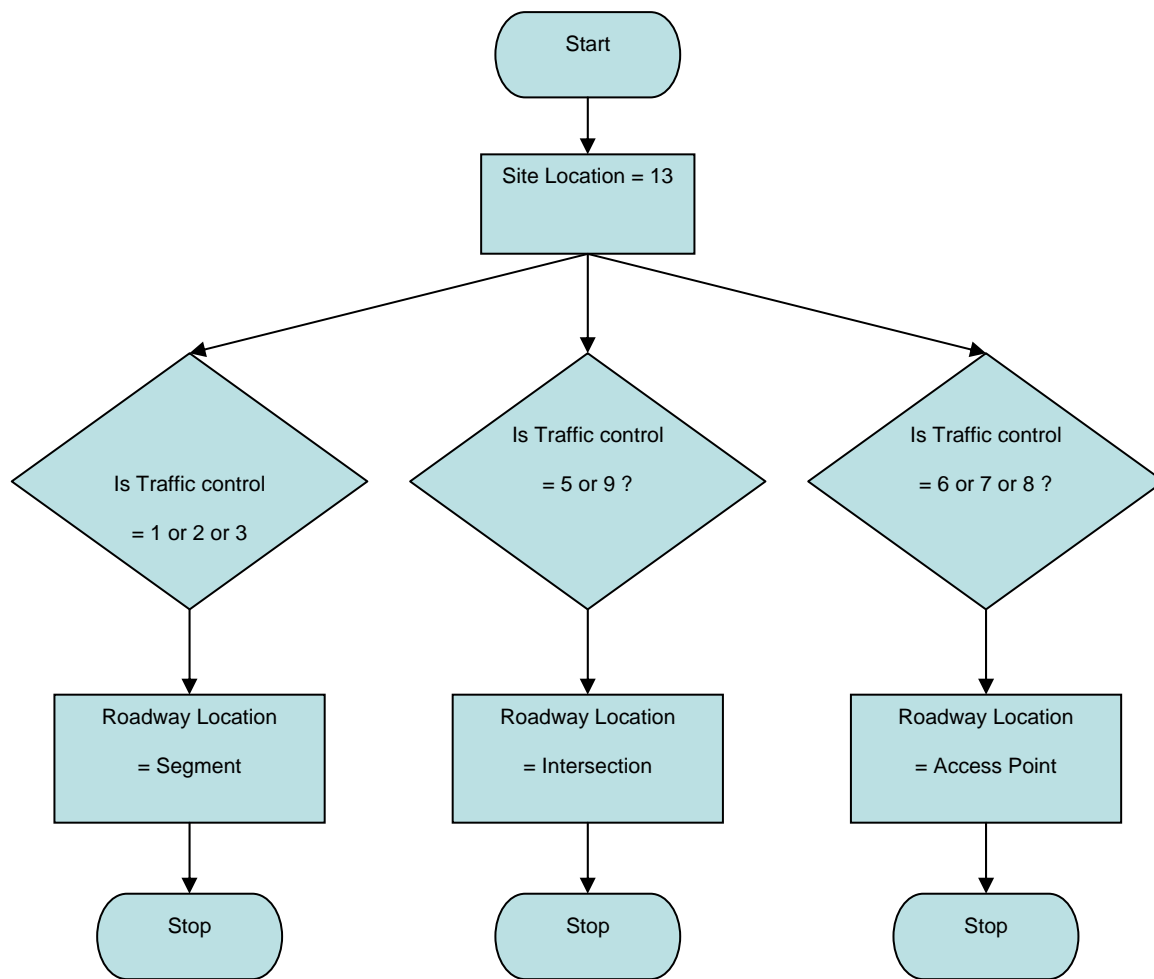 Start
Site Location = 13
Is Traffic control
= 1 or 2 or 3
Is Traffic control
= 5 or 9 ?
Is Traffic control
= 6 or 7 or 8 ?
Roadway Location
= Segment
Roadway Location
= Intersection
Roadway Location
= Access Point
Stop
Stop
Stop